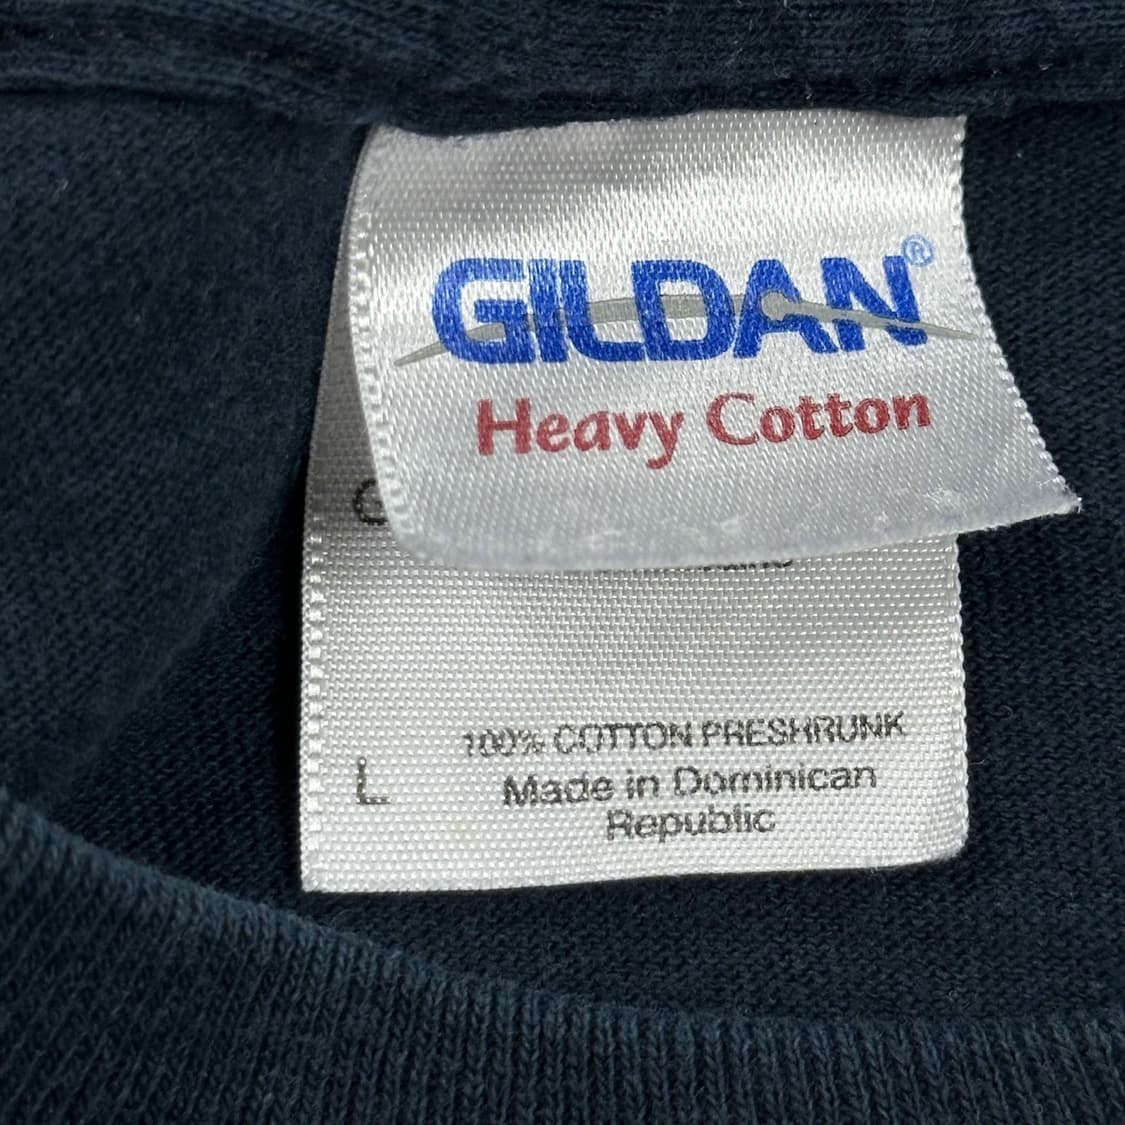 GILDAN®
Heavy Cotton
100% COTTON PRESHRUNK
L
Made in Dominican
Republic